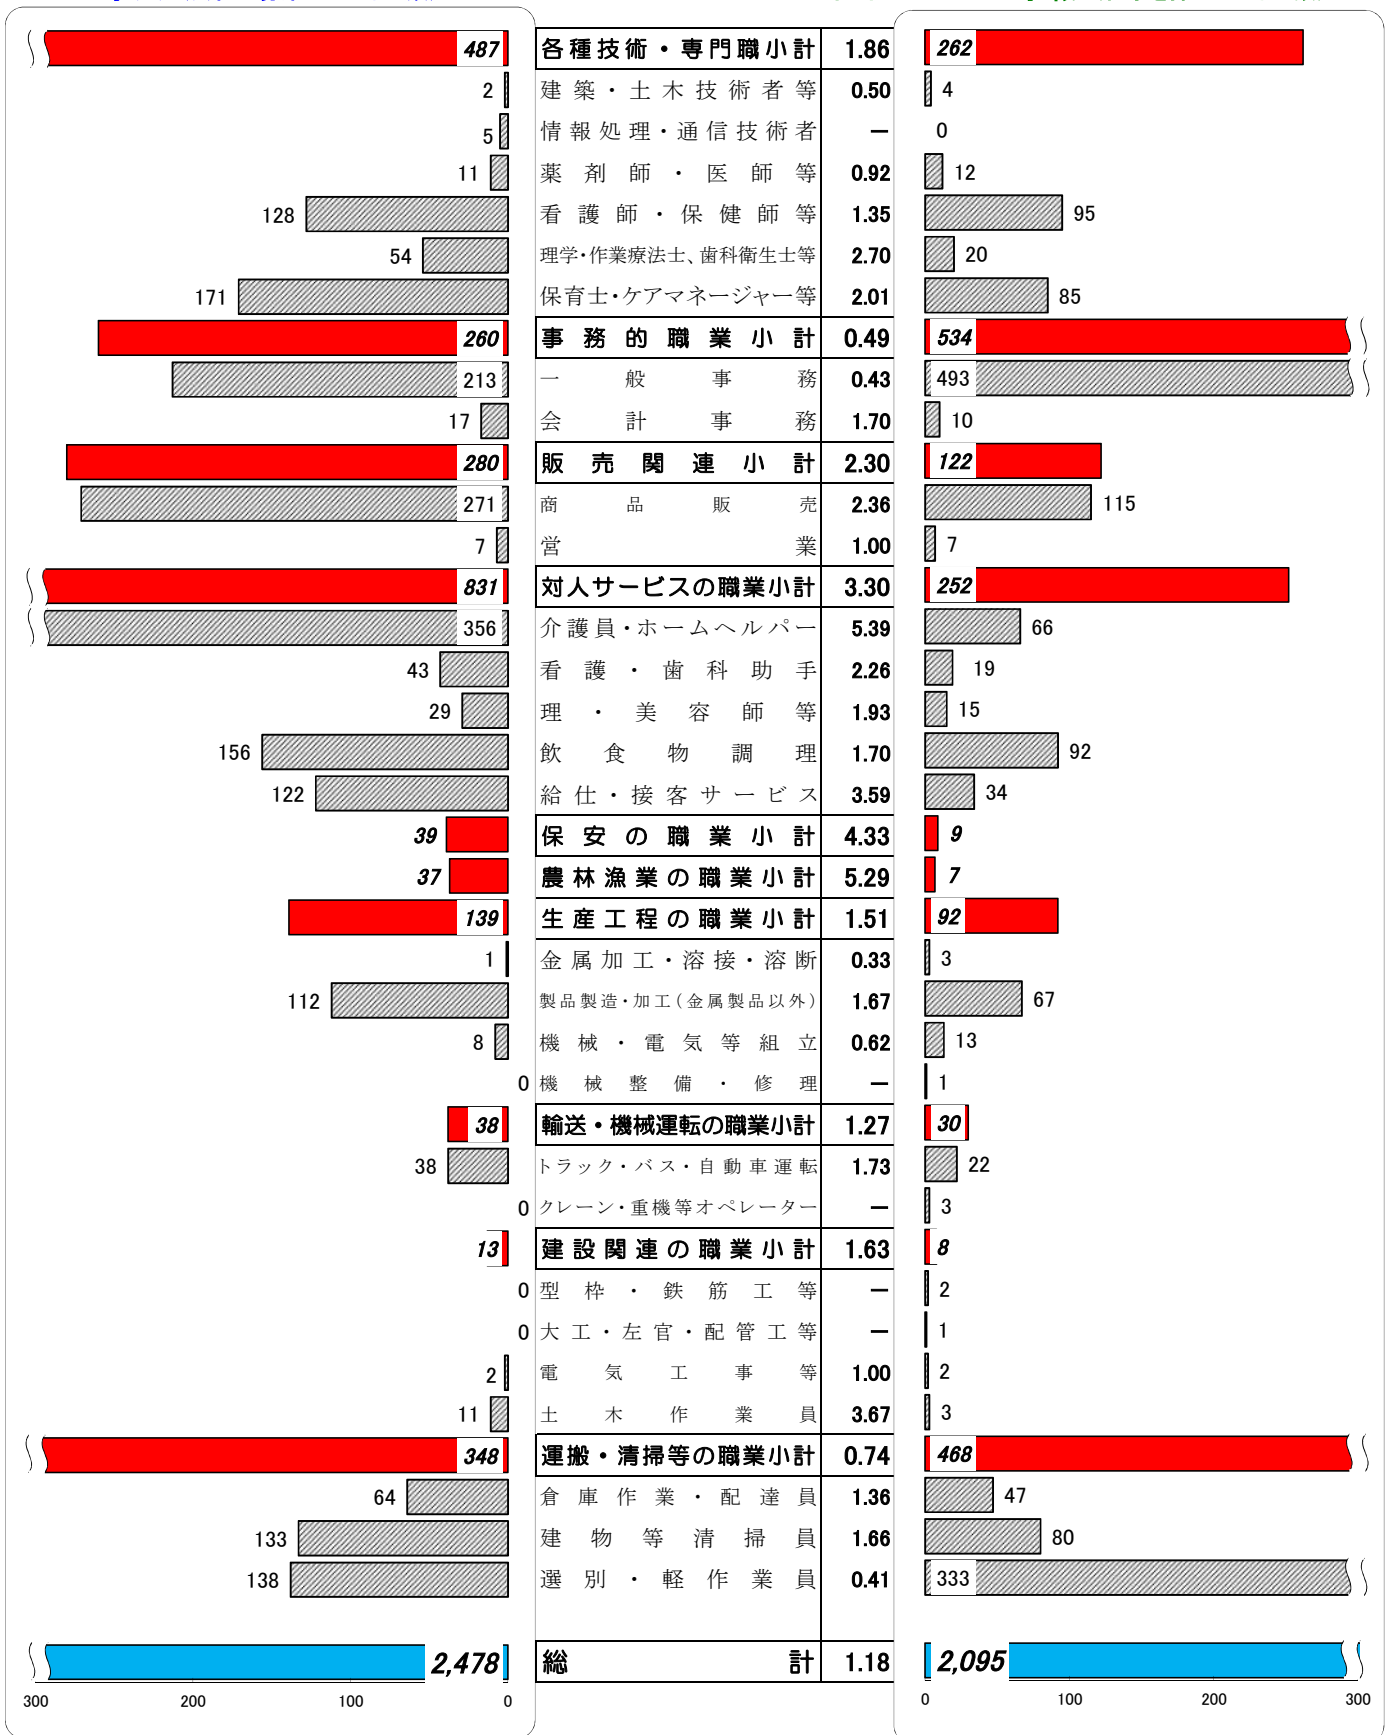 487 各種技術・専門職小計 1.86 262
2 建築・土木技術者等 0.50 4
5 情報処理・通信技術者 － 0
11 薬剤師・医師等 0.92 12
128 看護師・保健師等 1.35 95
54 理学・作業療法士、歯科衛生士等 2.70 20
171 保育士・ケアマネージャー等 2.01 85
260 事務的職業小計 0.49 534
213 一般事務 0.43 493
17 会計事務 1.70 10
280 販売関連小計 2.30 122
271 商品販売 2.36 115
7 営業 1.00 7
831 対人サービスの職業小計 3.30 252
356 介護員・ホームヘルパー 5.39 66
43 看護・歯科助手 2.26 19
29 理・美容師等 1.93 15
156 飲食物調理 1.70 92
122 給仕・接客サービス 3.59 34
39 保安の職業小計 4.33 9
37 農林漁業の職業小計 5.29 7
139 生産工程の職業小計 1.51 92
1 金属加工・溶接・溶断 0.33 3
112 製品製造・加工(金属製品以外) 1.67 67
8 機械・電気等組立 0.62 13
0 機械整備・修理 － 1
38 輸送・機械運転の職業小計 1.27 30
38 トラック・バス・自動車運転 1.73 22
0 クレーン・重機等オペレーター － 3
13 建設関連の職業小計 1.63 8
0 型枠・鉄筋工等 － 2
0 大工・左官・配管工等 － 1
2 電気工事等 1.00 2
11 土木作業員 3.67 3
348 運搬・清掃等の職業小計 0.74 468
64 倉庫作業・配達員 1.36 47
133 建物等清掃員 1.66 80
138 選別・軽作業員 0.41 333
2,478 総計 1.18 2,095
300 200 100 0 0 100 200 300